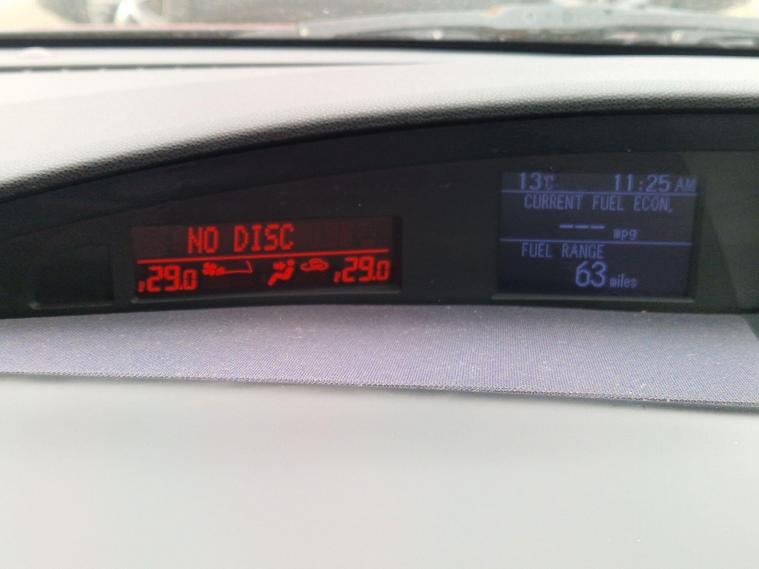 NO DISC
29.0 29.0
13°C 11:25 AM
CURRENT FUEL ECON.
--- mpg
FUEL RANGE
63 miles